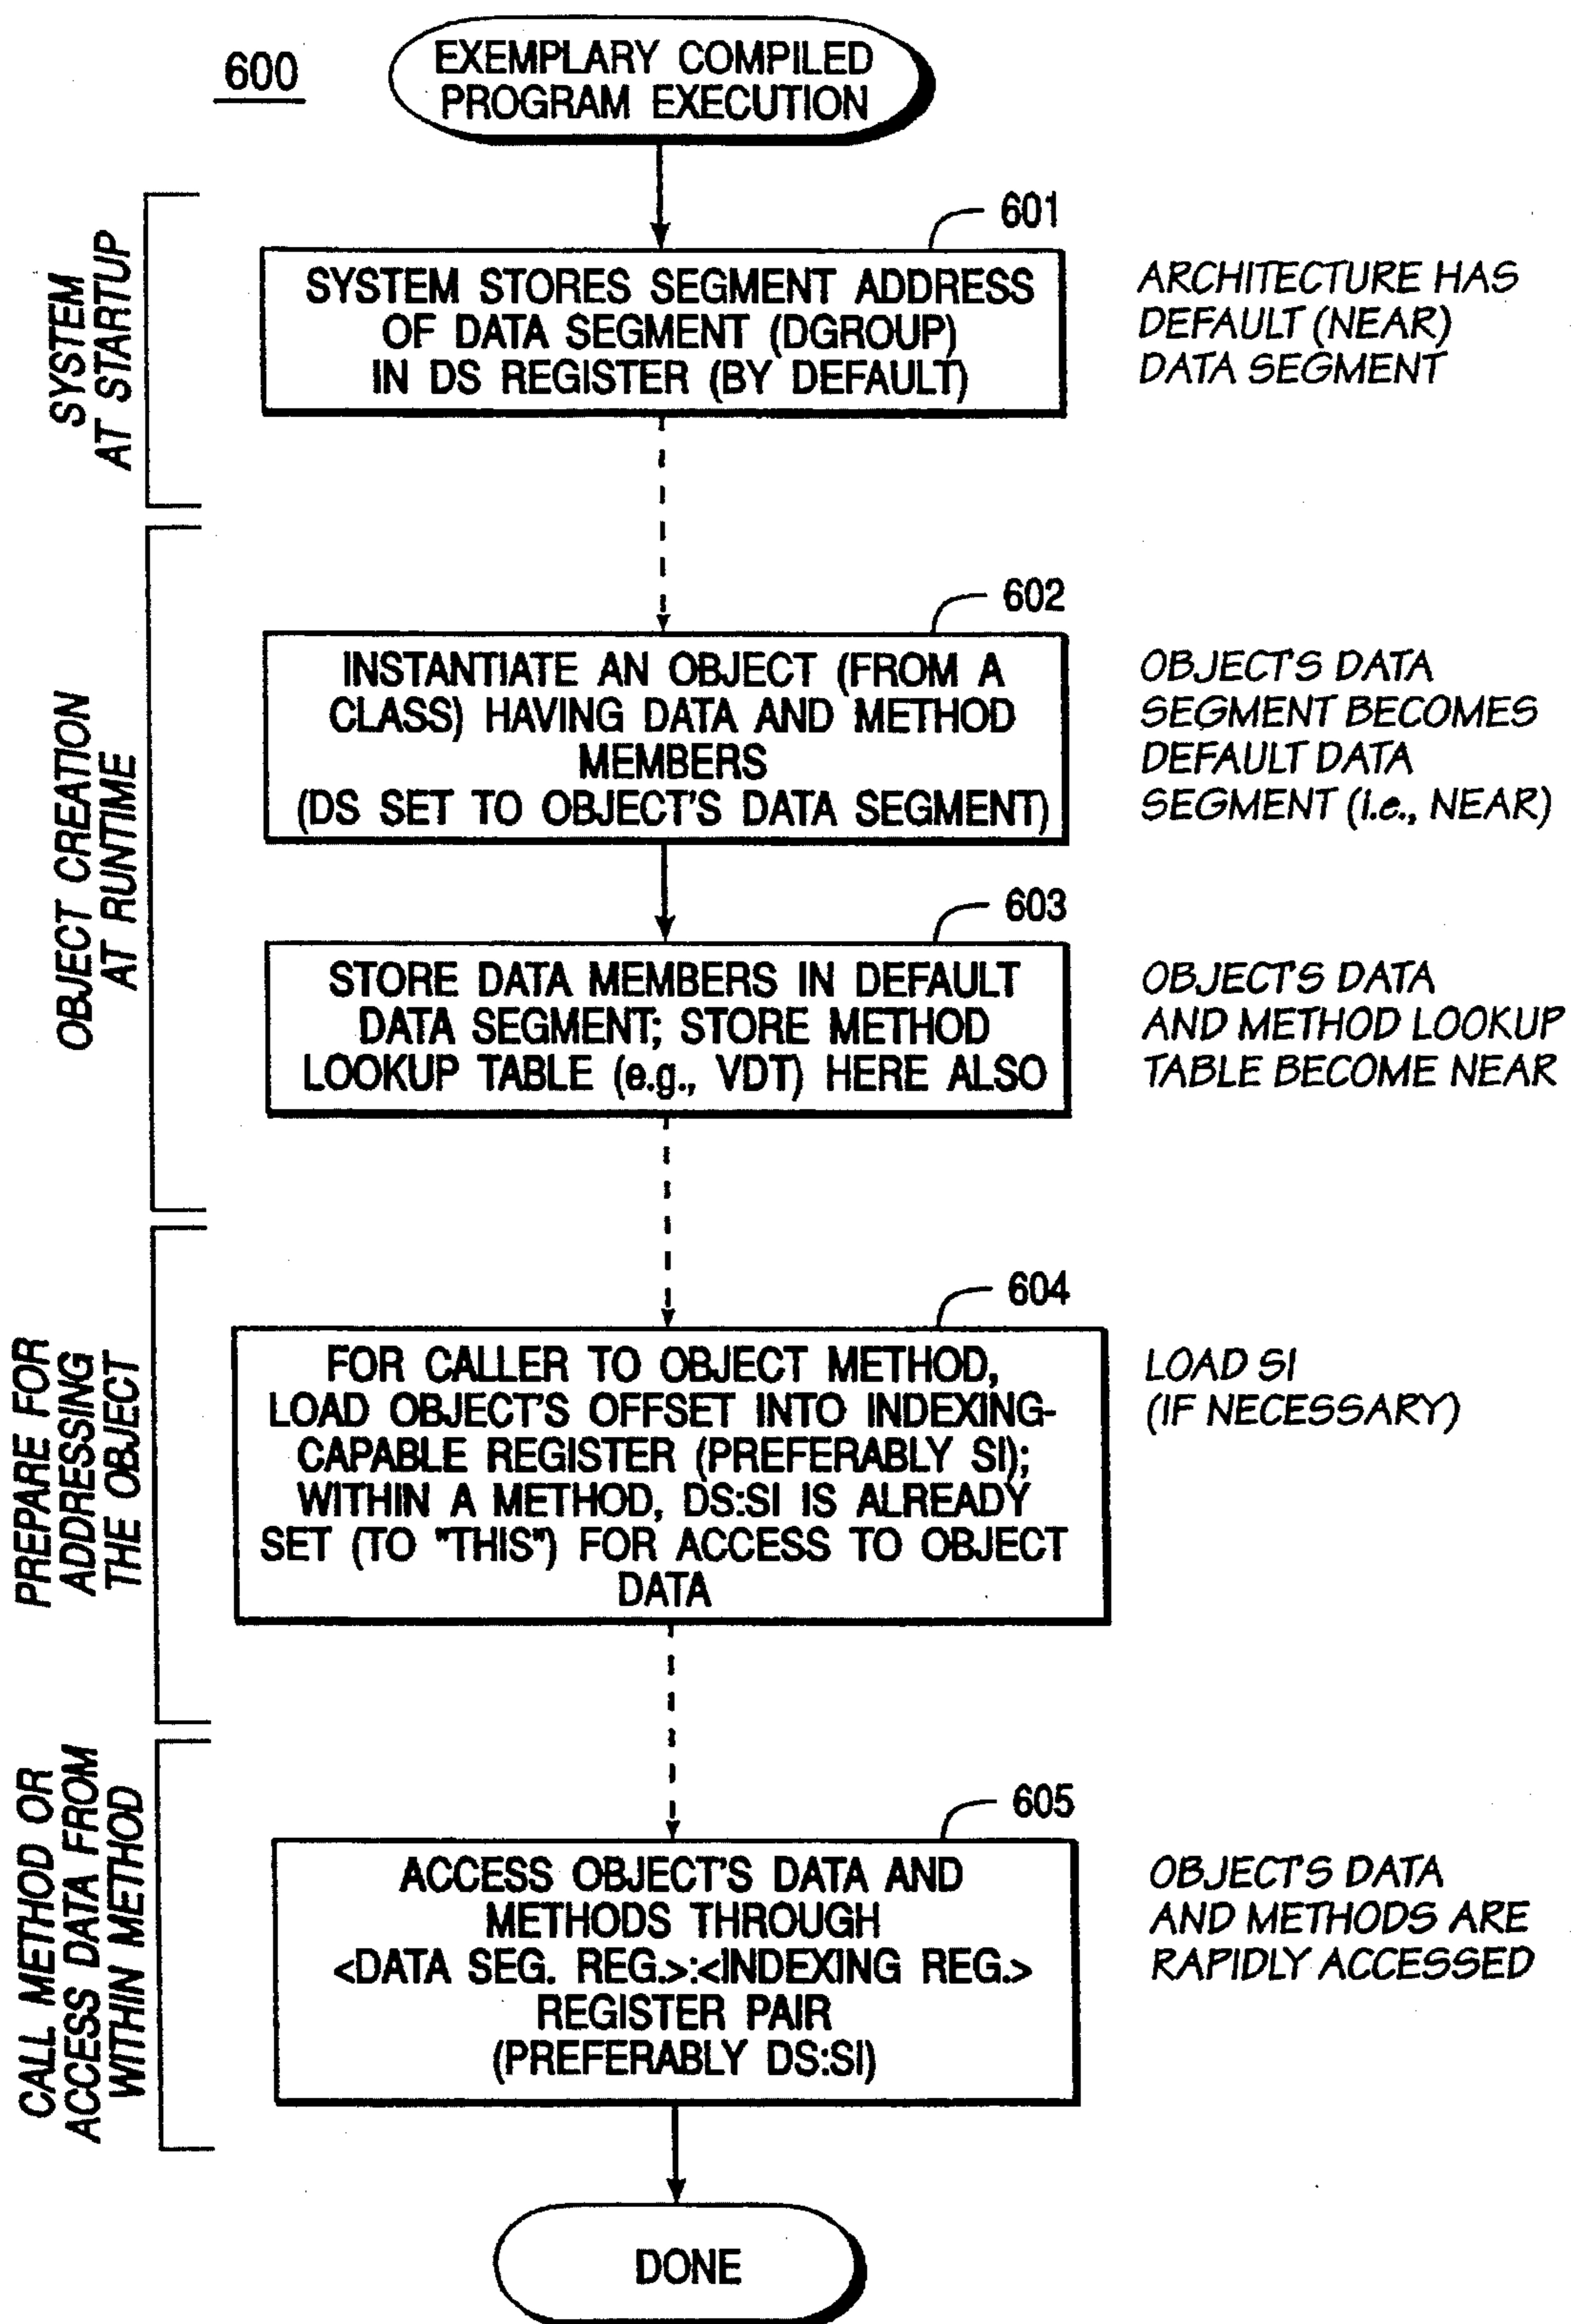 600
EXEMPLARY COMPILED
PROGRAM EXECUTION
SYSTEM
AT STARTUP
601
SYSTEM STORES SEGMENT ADDRESS
OF DATA SEGMENT (DGROUP)
IN DS REGISTER (BY DEFAULT)
ARCHITECTURE HAS
DEFAULT (NEAR)
DATA SEGMENT
OBJECT CREATION
AT RUNTIME
602
INSTANTIATE AN OBJECT (FROM A
CLASS) HAVING DATA AND METHOD
MEMBERS
(DS SET TO OBJECT'S DATA SEGMENT)
OBJECT'S DATA
SEGMENT BECOMES
DEFAULT DATA
SEGMENT (i.e., NEAR)
603
STORE DATA MEMBERS IN DEFAULT
DATA SEGMENT; STORE METHOD
LOOKUP TABLE (e.g., VDT) HERE ALSO
OBJECT'S DATA
AND METHOD LOOKUP
TABLE BECOME NEAR
PREPARE FOR
ADDRESSING
THE OBJECT
604
FOR CALLER TO OBJECT METHOD,
LOAD OBJECT'S OFFSET INTO INDEXING-
CAPABLE REGISTER (PREFERABLY SI);
WITHIN A METHOD, DS:SI IS ALREADY
SET (TO "THIS") FOR ACCESS TO OBJECT
DATA
LOAD SI
(IF NECESSARY)
CALL METHOD OR
ACCESS DATA FROM
WITHIN METHOD
605
ACCESS OBJECT'S DATA AND
METHODS THROUGH
<DATA SEG. REG.>:<INDEXING REG.>
REGISTER PAIR
(PREFERABLY DS:SI)
OBJECT'S DATA
AND METHODS ARE
RAPIDLY ACCESSED
DONE